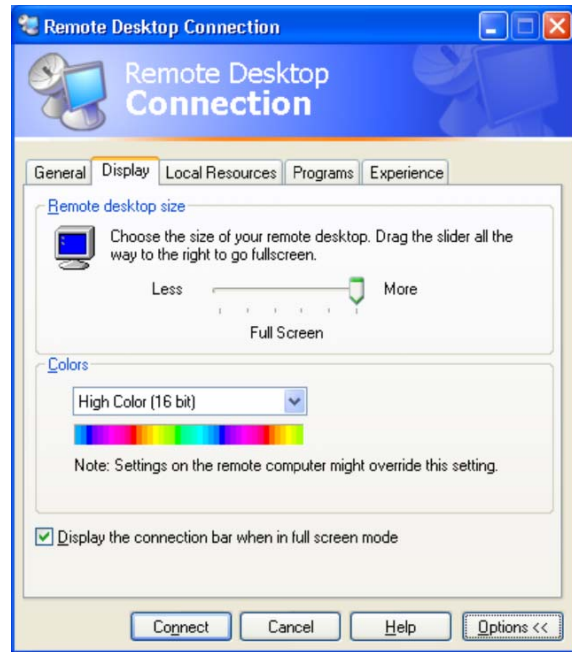 Remote Desktop Connection
Remote Desktop
Connection
General Display Local Resources Programs Experience
Remote desktop size
Choose the size of your remote desktop. Drag the slider all the
way to the right to go fullscreen.
Less More
Full Screen
Colors
High Color (16 bit)
Note: Settings on the remote computer might override this setting.
Display the connection bar when in full screen mode
Connect Cancel Help Options <<